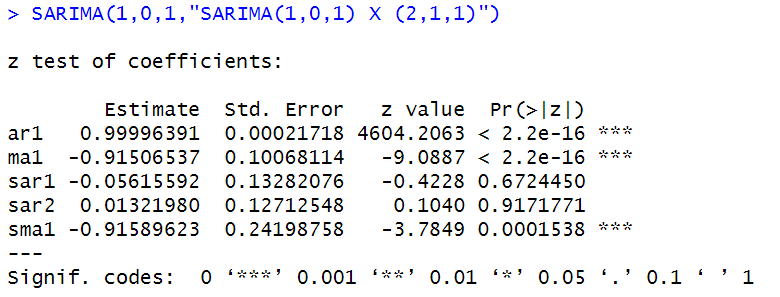 > SARIMA(1,0,1,"SARIMA(1,0,1) X (2,1,1)")
z test of coefficients:
Estimate Std. Error z value Pr(>|z|)
ar1 0.99996391 0.00021718 4604.2063 < 2.2e-16 ***
ma1 -0.91506537 0.10068114 -9.0887 < 2.2e-16 ***
sar1 -0.05615592 0.13282076 -0.4228 0.6724450
sar2 0.01321980 0.12712548 0.1040 0.9171771
sma1 -0.91589623 0.24198758 -3.7849 0.0001538 ***
---
Signif. codes: 0 ‘***’ 0.001 ‘**’ 0.01 ‘*’ 0.05 ‘.’ 0.1 ‘ ’ 1